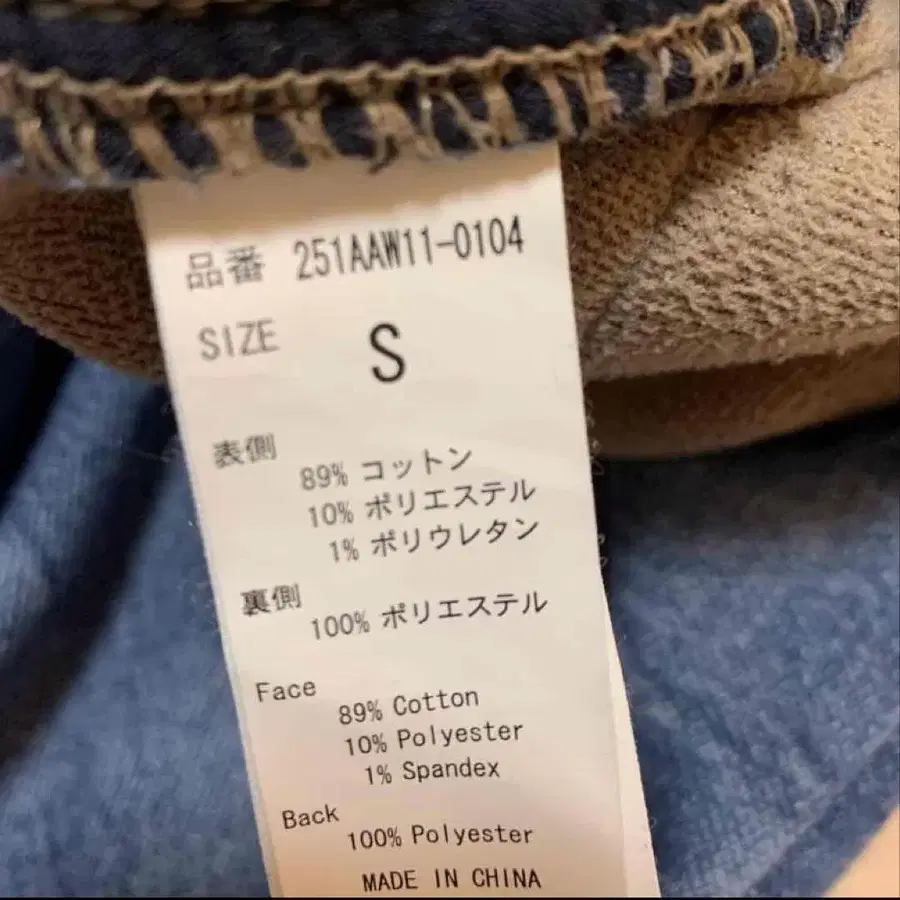 品番 251AAW11-0104
SIZE S
表側
89% コットン
10% ポリエステル
1% ポリウレタン
裏側
100% ポリエステル
Face
89% Cotton
10% Polyester
1% Spandex
Back
100% Polyester
MADE IN CHINA